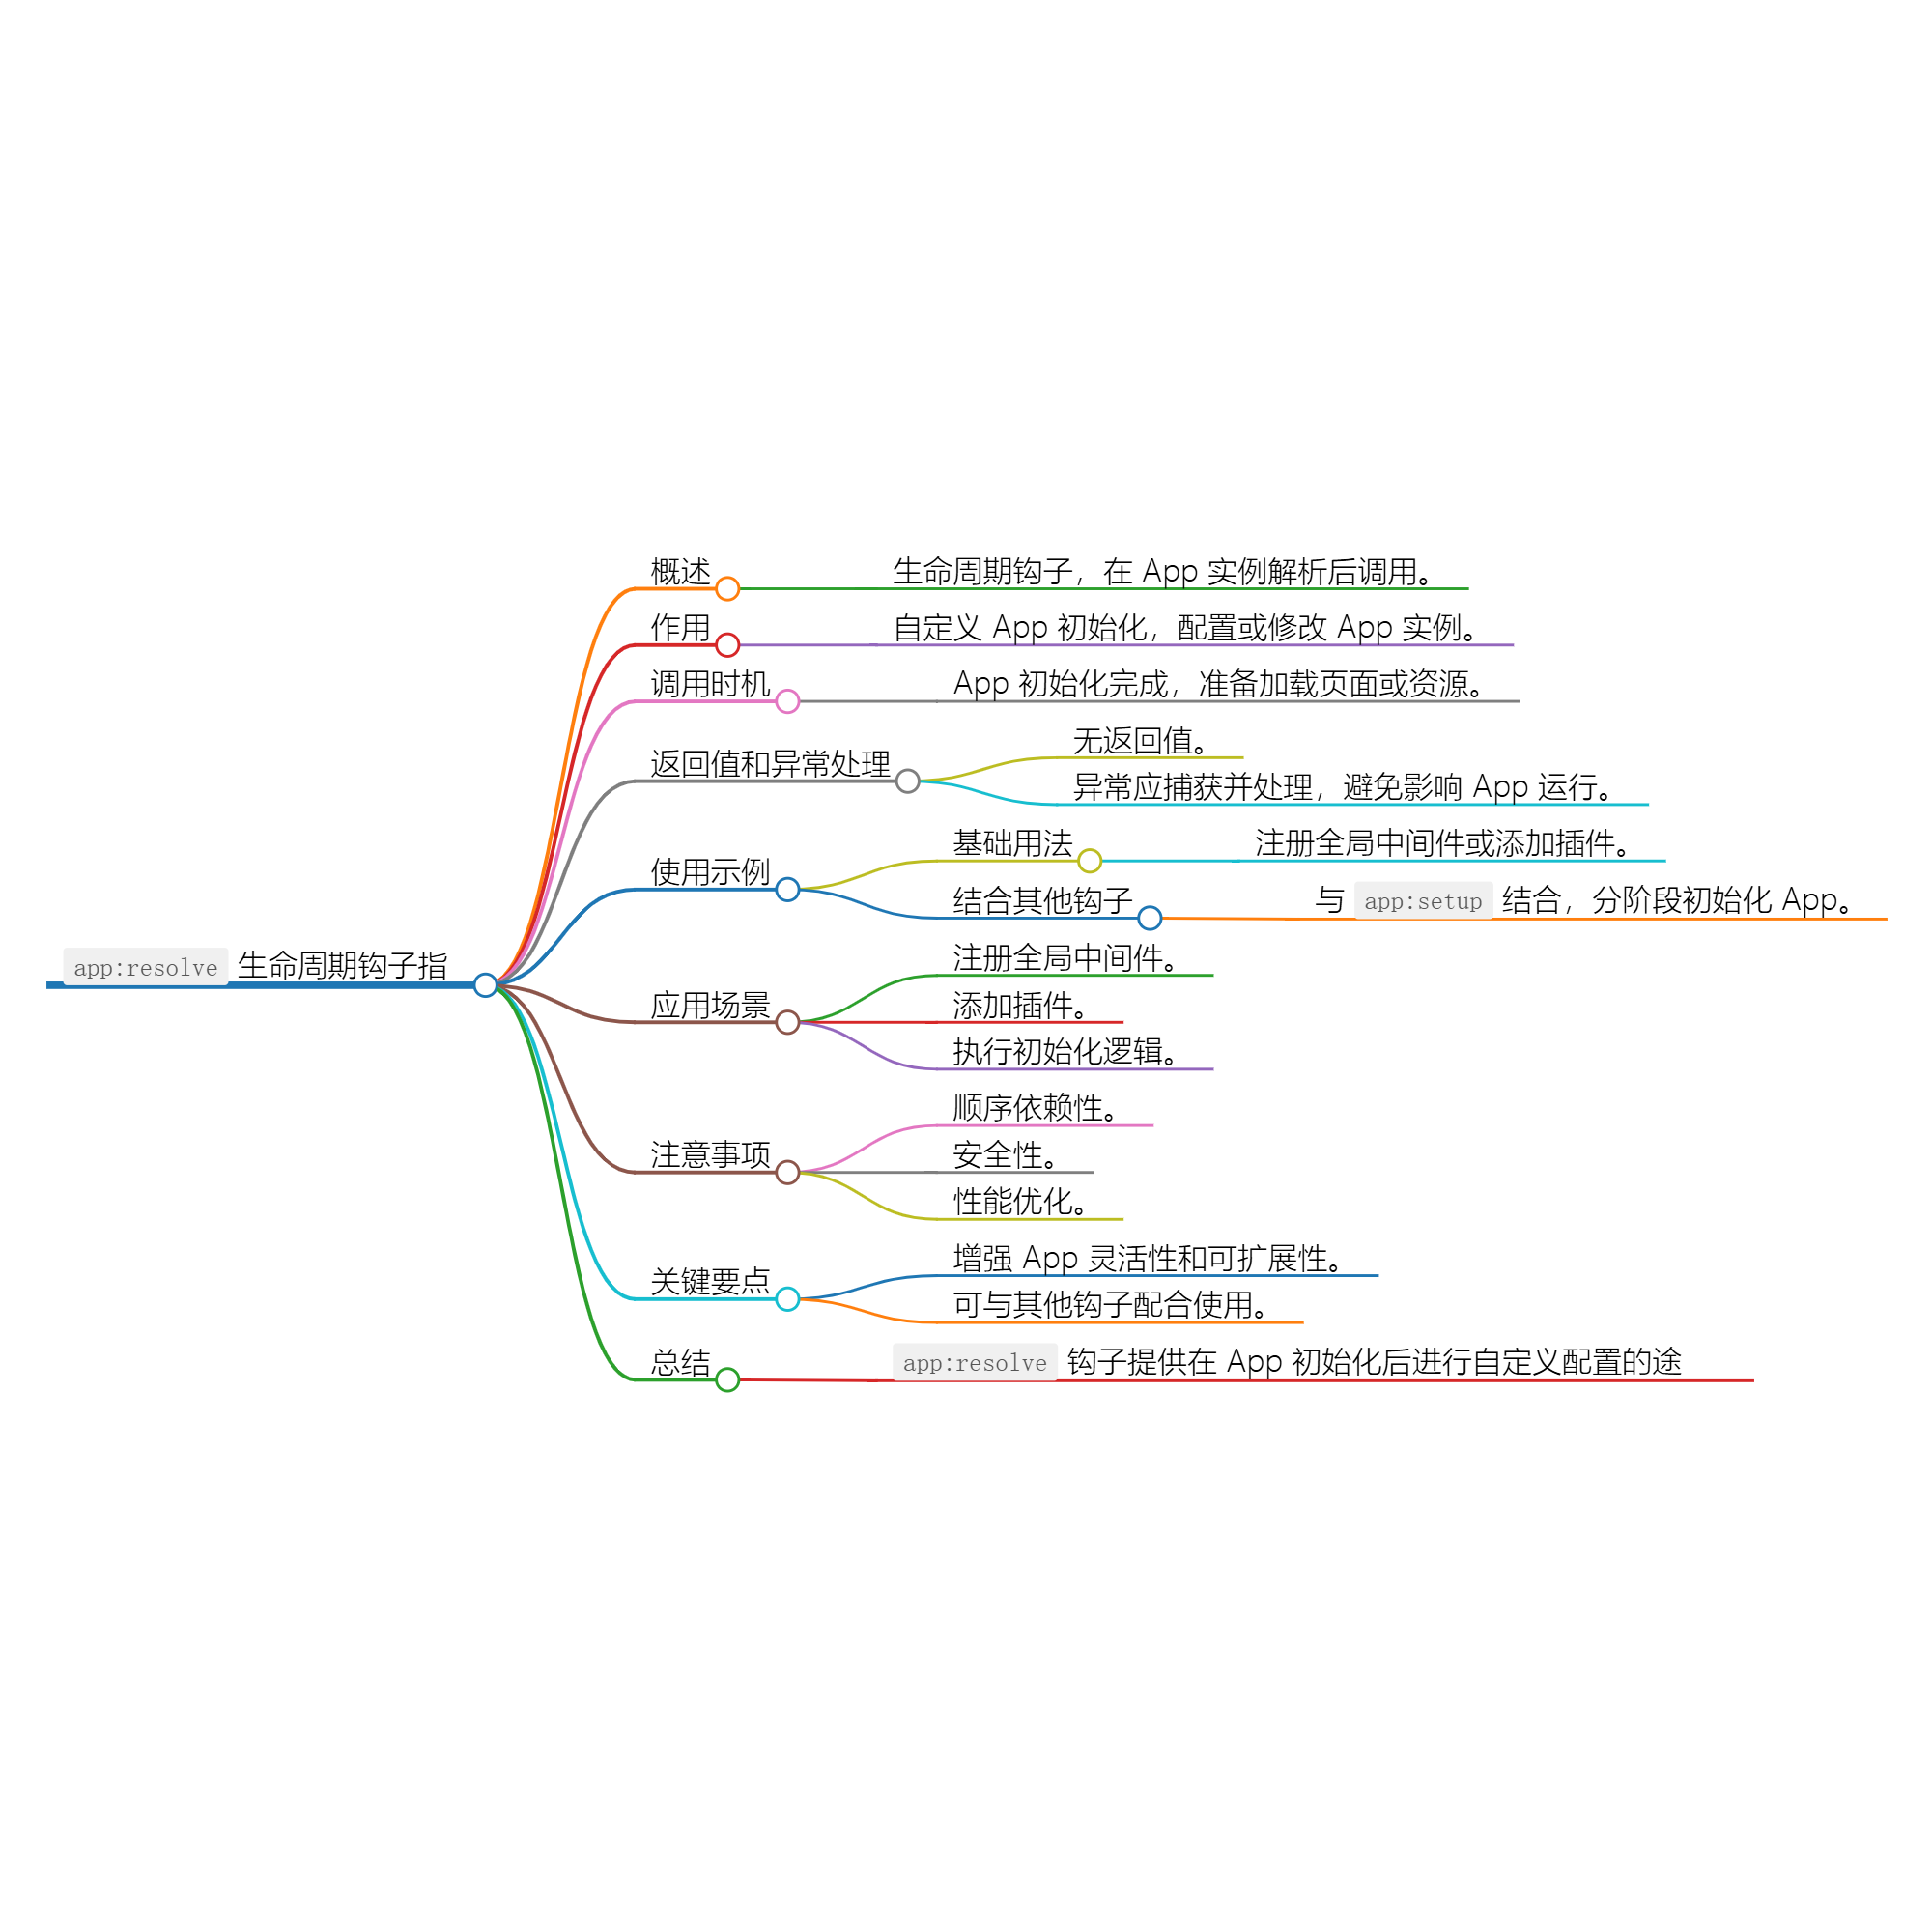 app:resolve 生命周期钩子指
概述
生命周期钩子，在 App 实例解析后调用。
作用
自定义 App 初始化，配置或修改 App 实例。
调用时机
App 初始化完成，准备加载页面或资源。
返回值和异常处理
无返回值。
异常应捕获并处理，避免影响 App 运行。
使用示例
基础用法
注册全局中间件或添加插件。
结合其他钩子
与 app:setup 结合，分阶段初始化 App。
应用场景
注册全局中间件。
添加插件。
执行初始化逻辑。
注意事项
顺序依赖性。
安全性。
性能优化。
关键要点
增强 App 灵活性和可扩展性。
可与其他钩子配合使用。
总结
app:resolve 钩子提供在 App 初始化后进行自定义配置的途